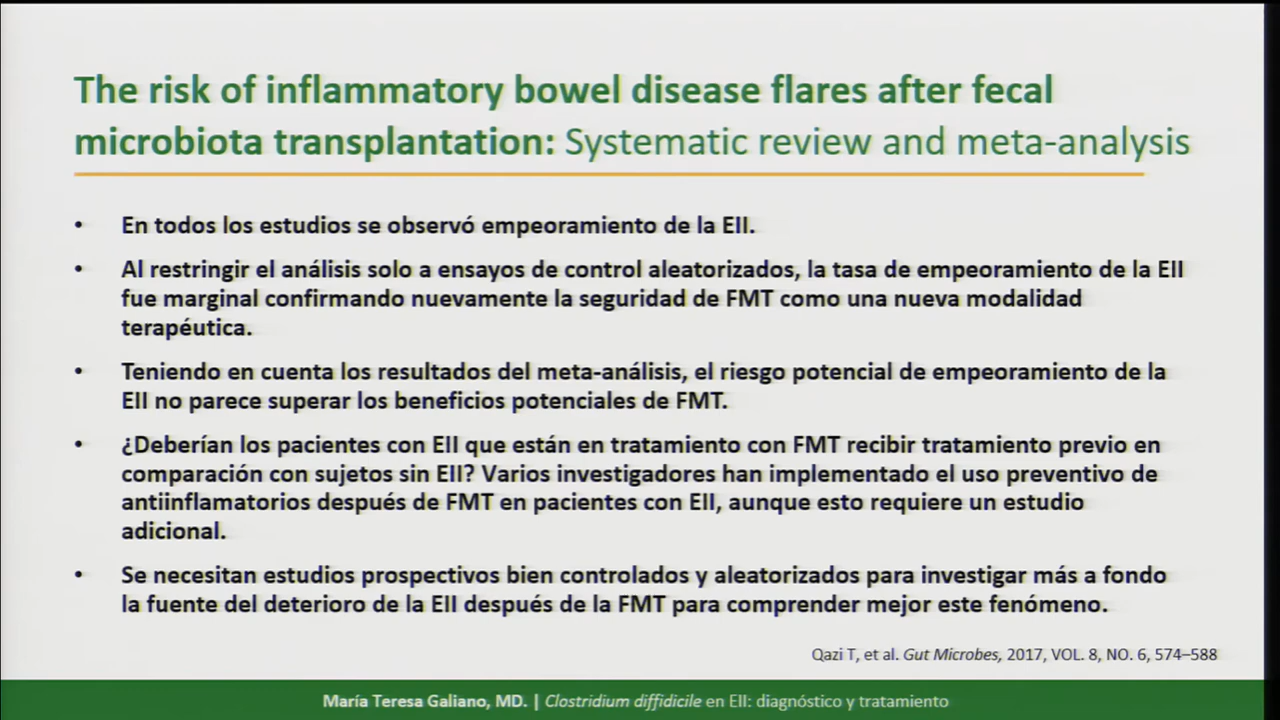 The risk of inflammatory bowel disease flares after fecal
microbiota transplantation: Systematic review and meta-analysis
• En todos los estudios se observó empeoramiento de la EII.
• Al restringir el análisis solo a ensayos de control aleatorizados, la tasa de empeoramiento de la EII
fue marginal confirmando nuevamente la seguridad de FMT como una nueva modalidad
terapéutica.
• Teniendo en cuenta los resultados del meta-análisis, el riesgo potencial de empeoramiento de la
EII no parece superar los beneficios potenciales de FMT.
• ¿Deberían los pacientes con EII que están en tratamiento con FMT recibir tratamiento previo en
comparación con sujetos sin EII? Varios investigadores han implementado el uso preventivo de
antiinflamatorios después de FMT en pacientes con EII, aunque esto requiere un estudio
adicional.
• Se necesitan estudios prospectivos bien controlados y aleatorizados para investigar más a fondo
la fuente del deterioro de la EII después de la FMT para comprender mejor este fenómeno.
Qazi T, et al. Gut Microbes, 2017, VOL. 8, NO. 6, 574–588
María Teresa Galiano, MD. | Clostridium diffidicile en EII: diagnóstico y tratamiento